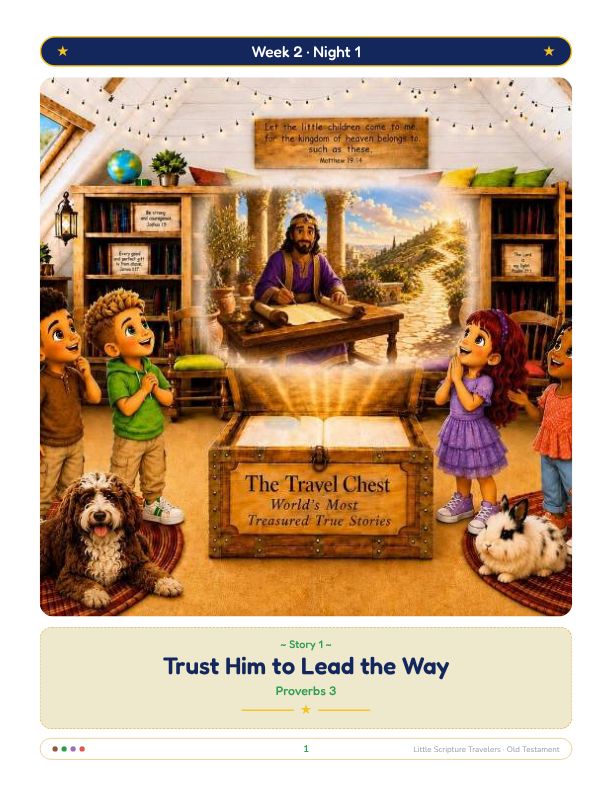 Week 2 · Night 1
Let the little children come to me,
for the kingdom of heaven belongs to
such as these.
Matthew 19:14
Be strong
and courageous.
Joshua 1:9
Every good
and perfect gift
is from above.
James 1:17
The Lord
is
my light.
Psalm 27:1
The Travel Chest
World's Most
Treasured True Stories
~ Story 1 ~
Trust Him to Lead the Way
Proverbs 3
1
Little Scripture Travelers · Old Testament